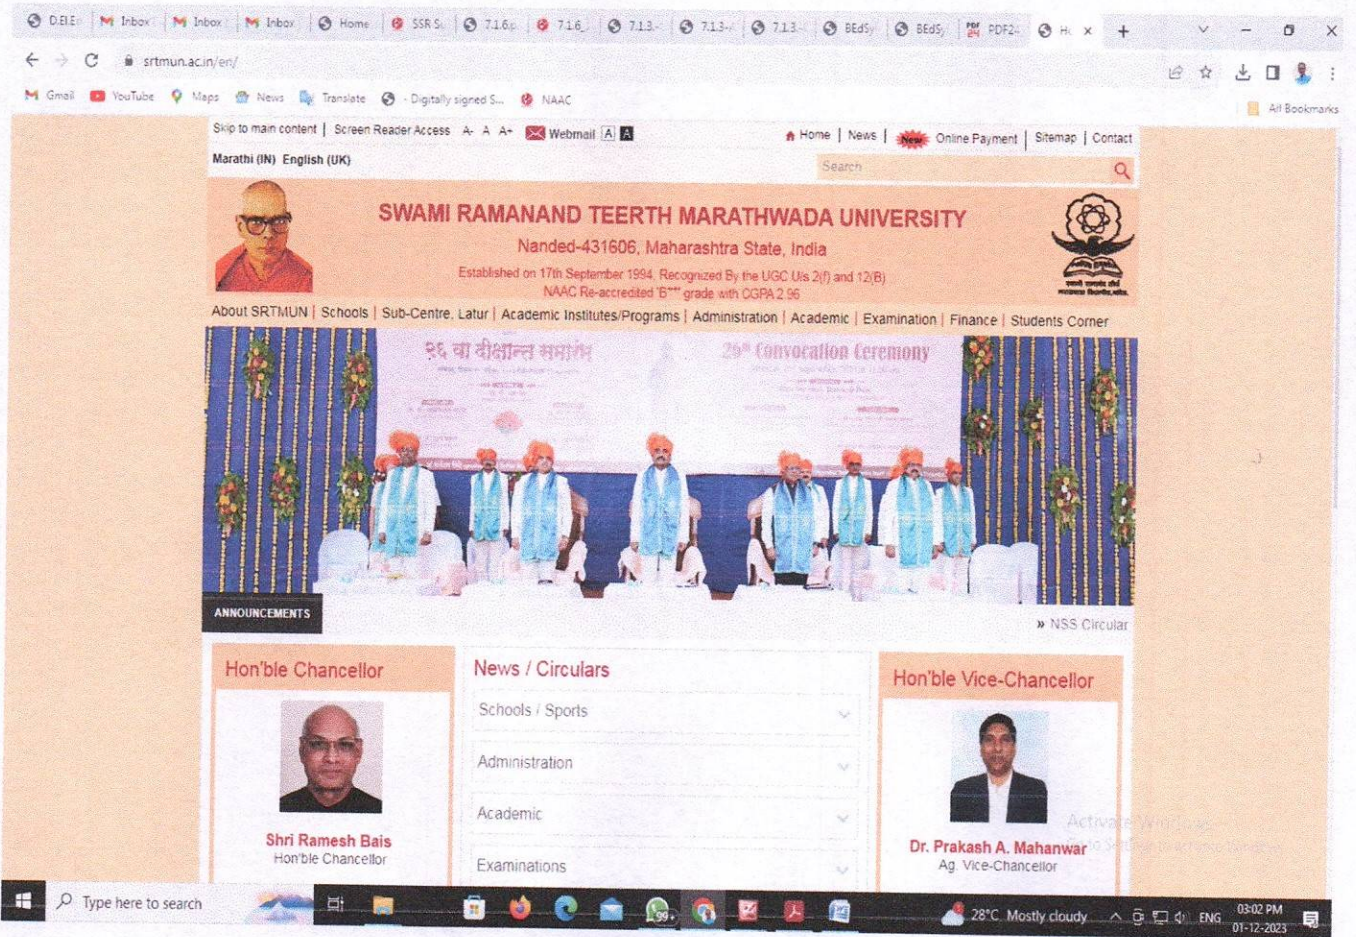 D.El.E Inbox Inbox Inbox Home SSR S 7.1.6.p 7.1.6_ 7.1.3.- 7.1.3- 7.1.3- BEdSy BEdS PDF24 H
srtmun.ac.in/en/
Gmail YouTube Maps News Translate - Digitally signed S... NAAC All Bookmarks
Skip to main content | Screen Reader Access A- A A+ Webmail A A Home | News | New Online Payment | Sitemap | Contact
Marathi (IN) English (UK) Search
SWAMI RAMANAND TEERTH MARATHWADA UNIVERSITY
Nanded-431606, Maharashtra State, India
Established on 17th September 1994, Recognized By the UGC U/s 2(f) and 12(B)
NAAC Re-accredited 'B++' grade with CGPA 2.96
About SRTMUN | Schools | Sub-Centre, Latur | Academic Institutes/Programs | Administration | Academic | Examination | Finance | Students Corner
२६ वा दीक्षान्त समारंभ 26th Convocation Ceremony
ANNOUNCEMENTS
» NSS Circular
Hon'ble Chancellor
Shri Ramesh Bais
Hon'ble Chancellor
News / Circulars
Schools / Sports
Administration
Academic
Examinations
Hon'ble Vice-Chancellor
Dr. Prakash A. Mahanwar
Ag. Vice-Chancellor
Activate Windows
Type here to search 99+ 28°C Mostly cloudy ENG 03:02 PM
01-12-2023